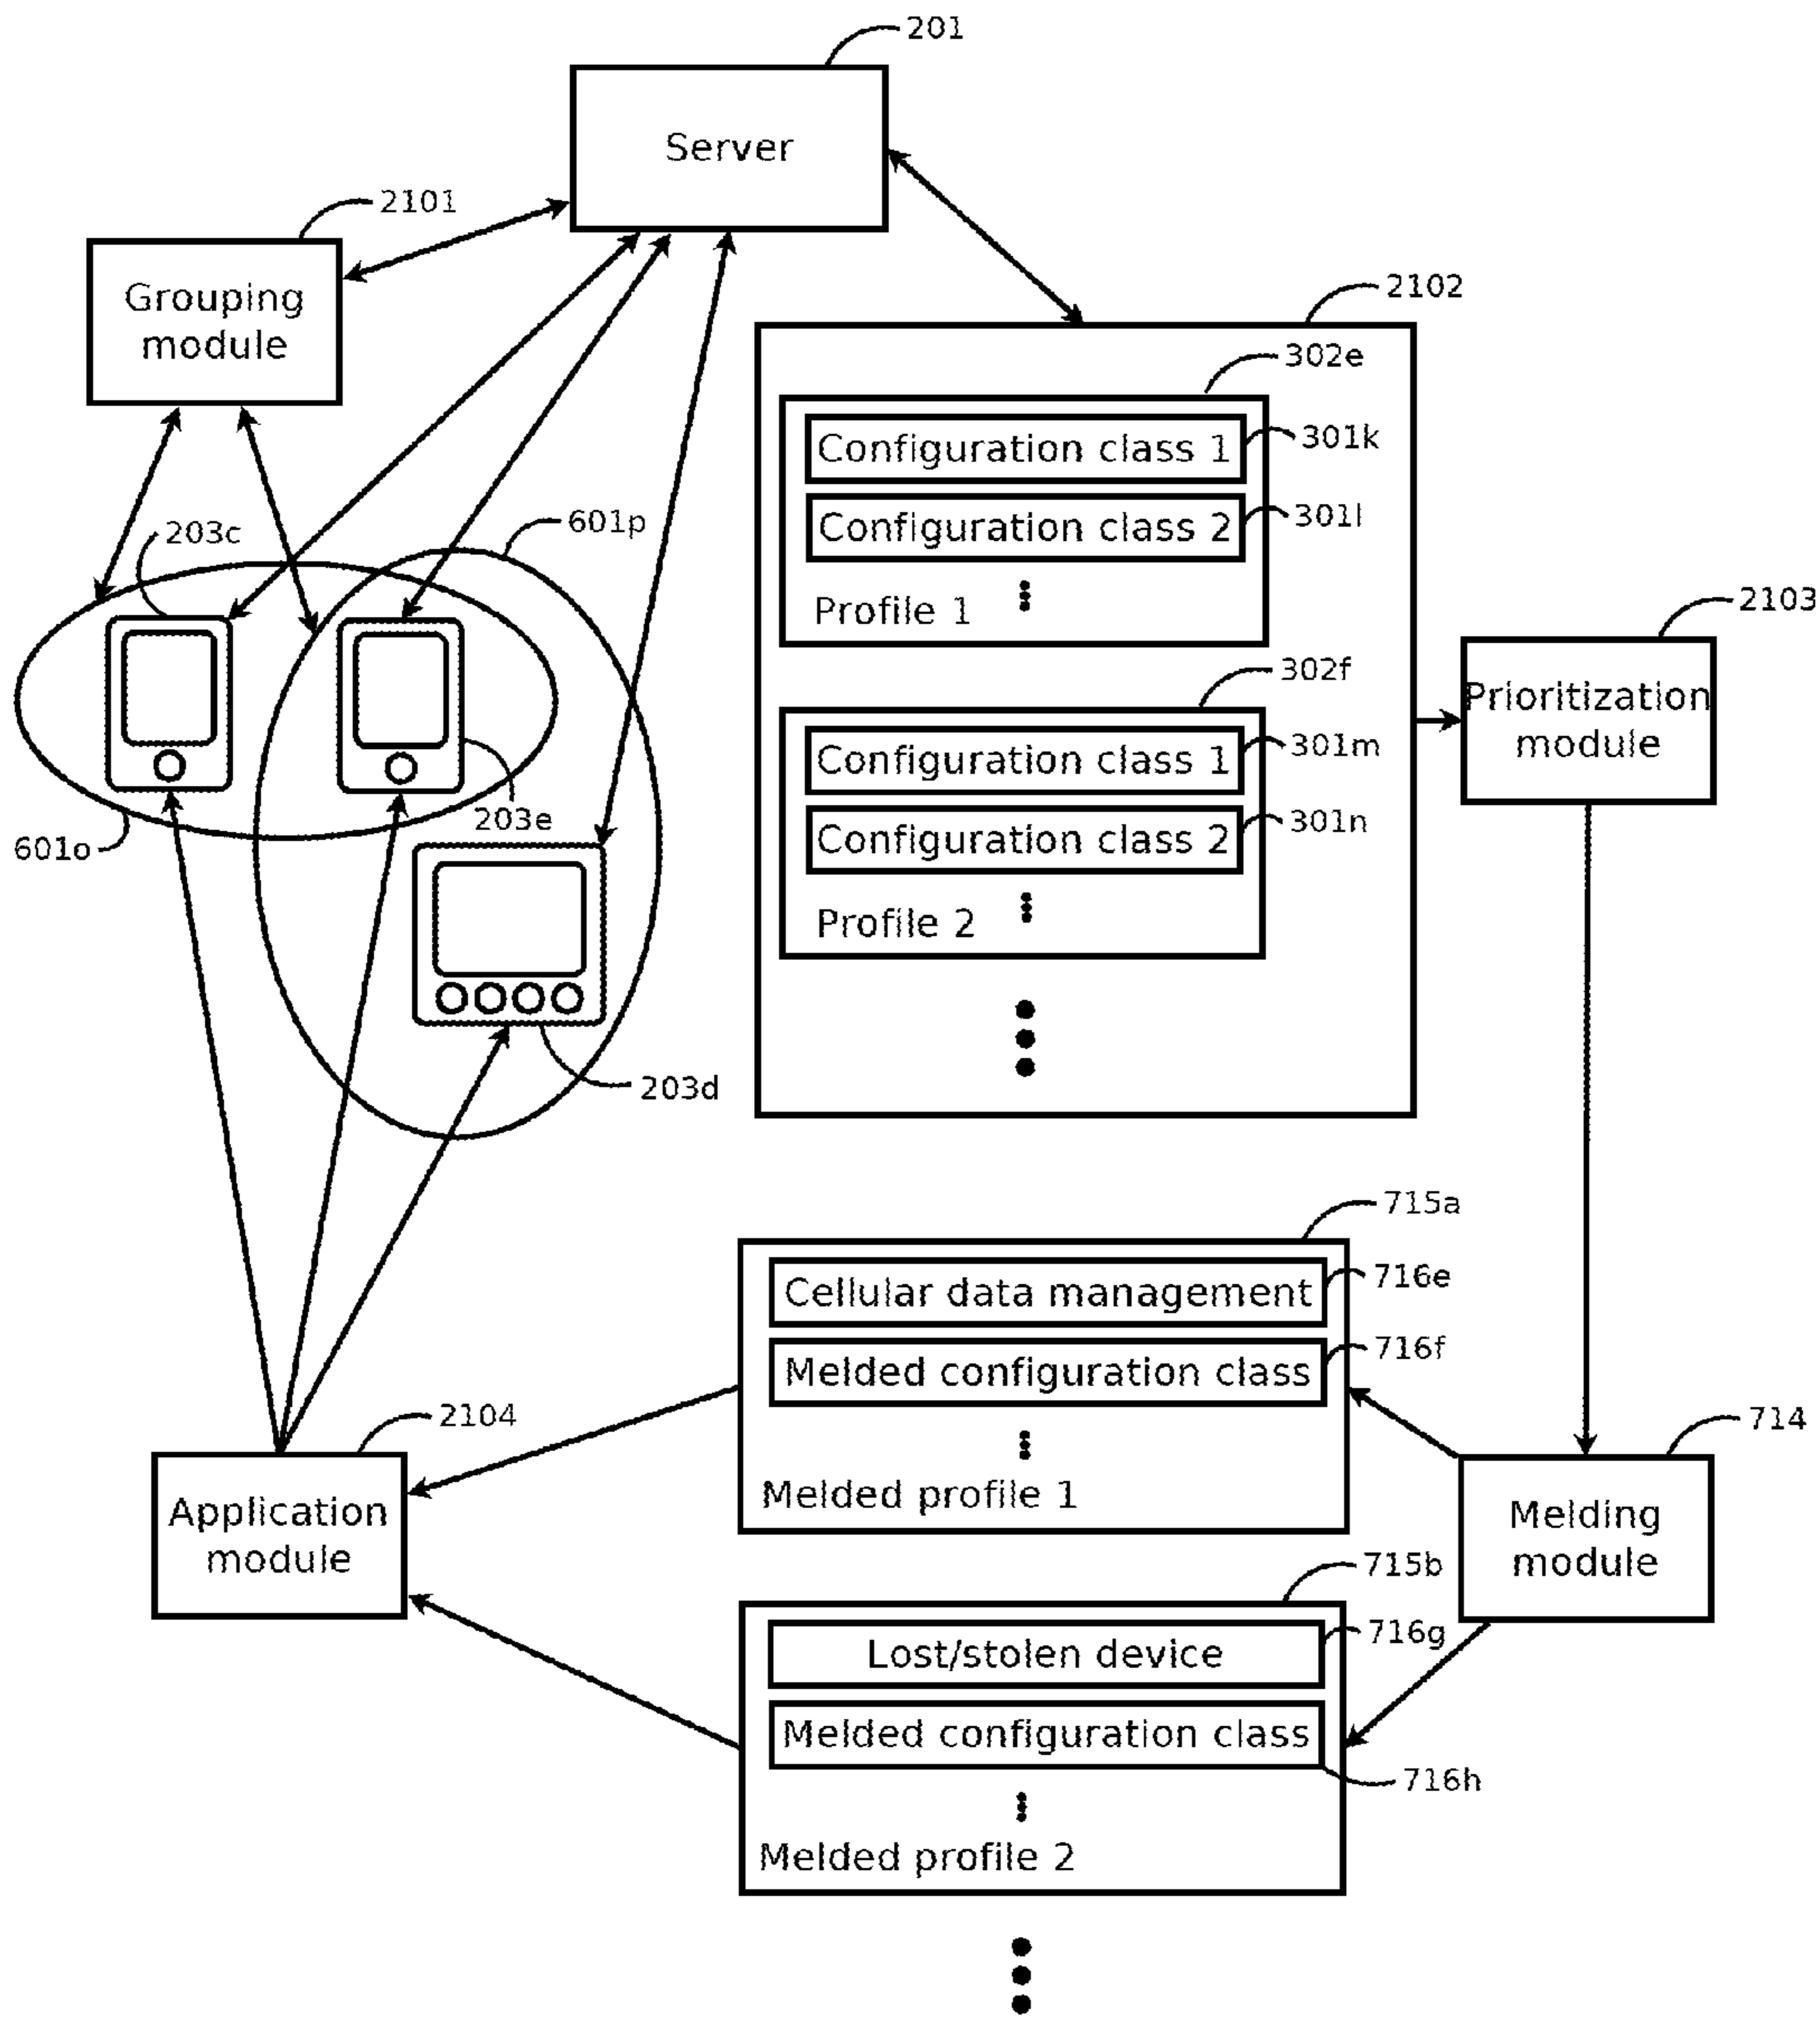 201
Server
2101
Grouping
module
2102
302e
Configuration class 1
301k
Configuration class 2
301l
Profile 1
203c
601p
2103
Prioritization
module
302f
Configuration class 1
301m
Configuration class 2
301n
Profile 2
203e
601o
203d
715a
Cellular data management
716e
Melded configuration class
716f
Melded profile 1
2104
Application
module
714
Melding
module
715b
Lost/stolen device
716g
Melded configuration class
716h
Melded profile 2